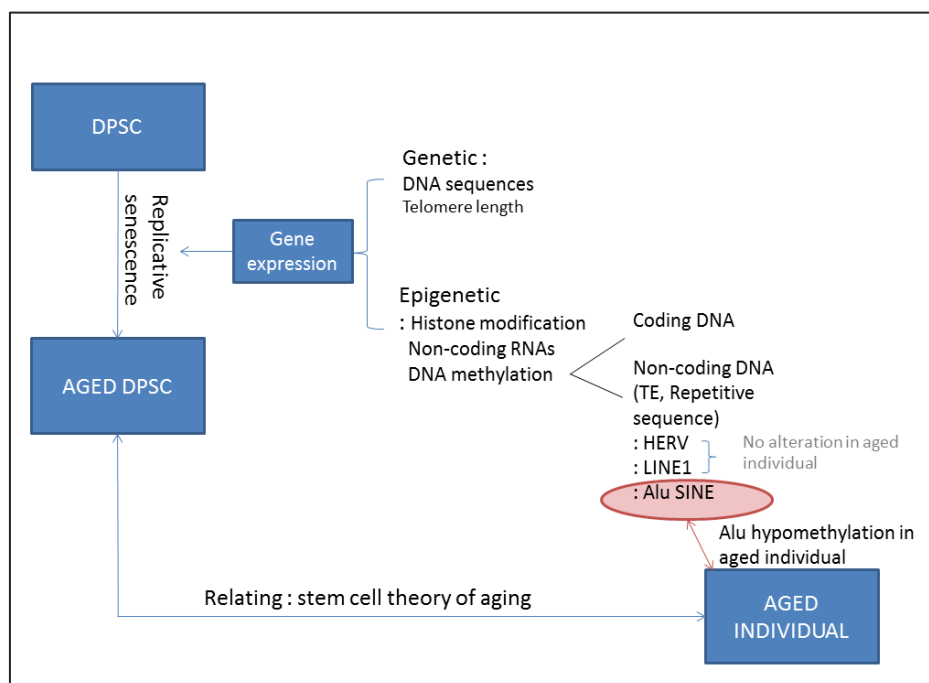 DPSC
Replicative
senescence
AGED DPSC
Gene
expression
Genetic :
DNA sequences
Telomere length
Epigenetic
: Histone modification
Non-coding RNAs
DNA methylation
Coding DNA
Non-coding DNA
(TE, Repetitive
sequence)
: HERV
: LINE1
: Alu SINE
No alteration in aged
individual
Alu hypomethylation in
aged individual
Relating : stem cell theory of aging
AGED
INDIVIDUAL